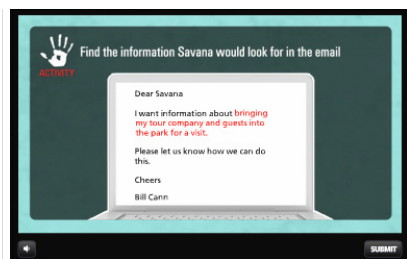 Find the information Savana would look for in the email
ACTIVITY
Dear Savana
I want information about bringing
my tour company and guests into
the park for a visit.
Please let us know how we can do
this.
Cheers
Bill Cann
SUBMIT